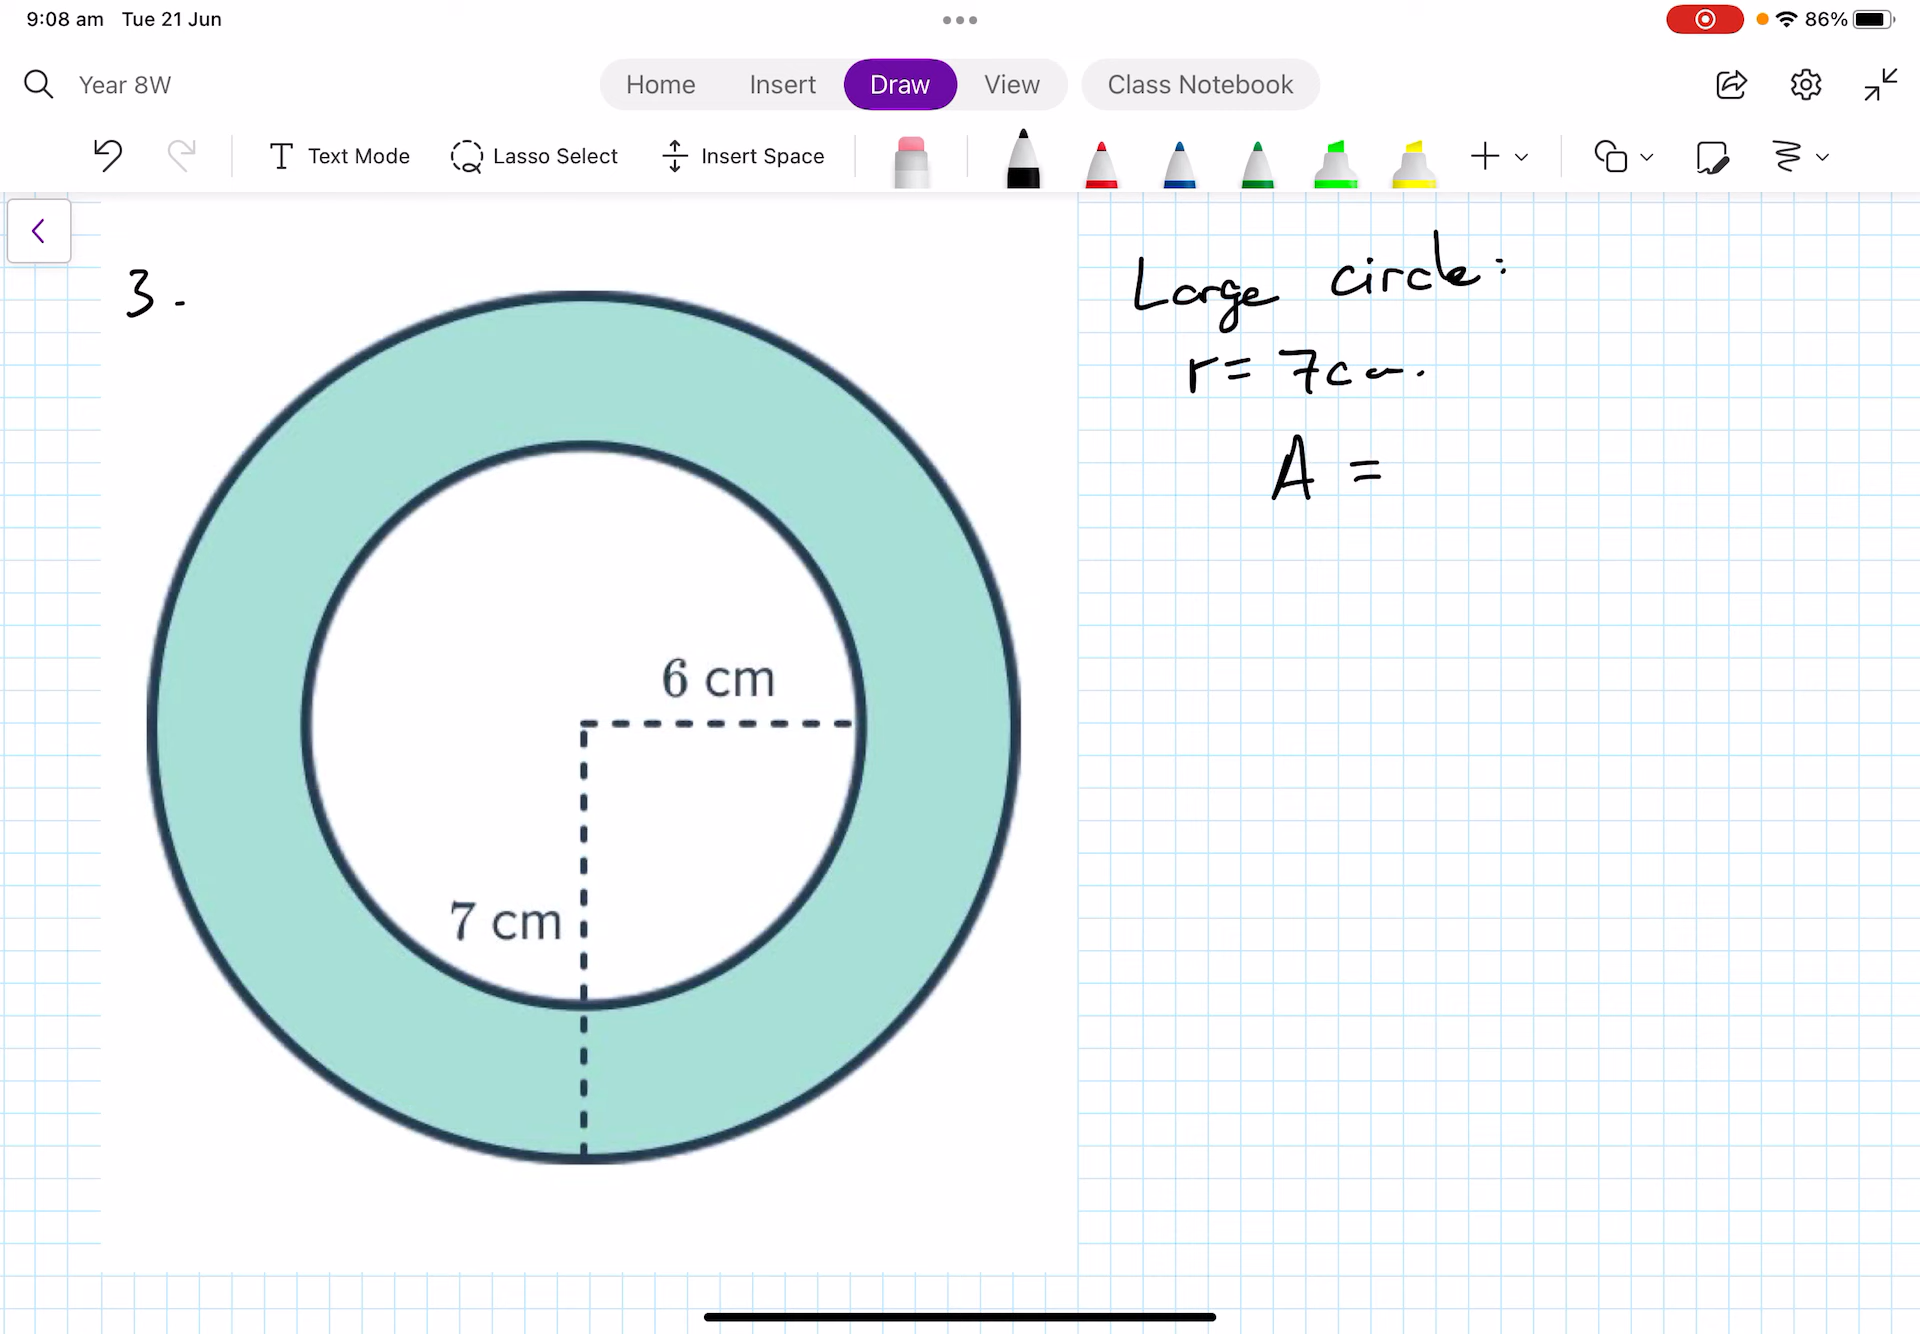 9:08 am Tue 21 Jun
86%
Year 8W
Home Insert Draw View Class Notebook
Text Mode Lasso Select Insert Space
3.
Large circle:
r = 7cm.
A =
6 cm
7 cm